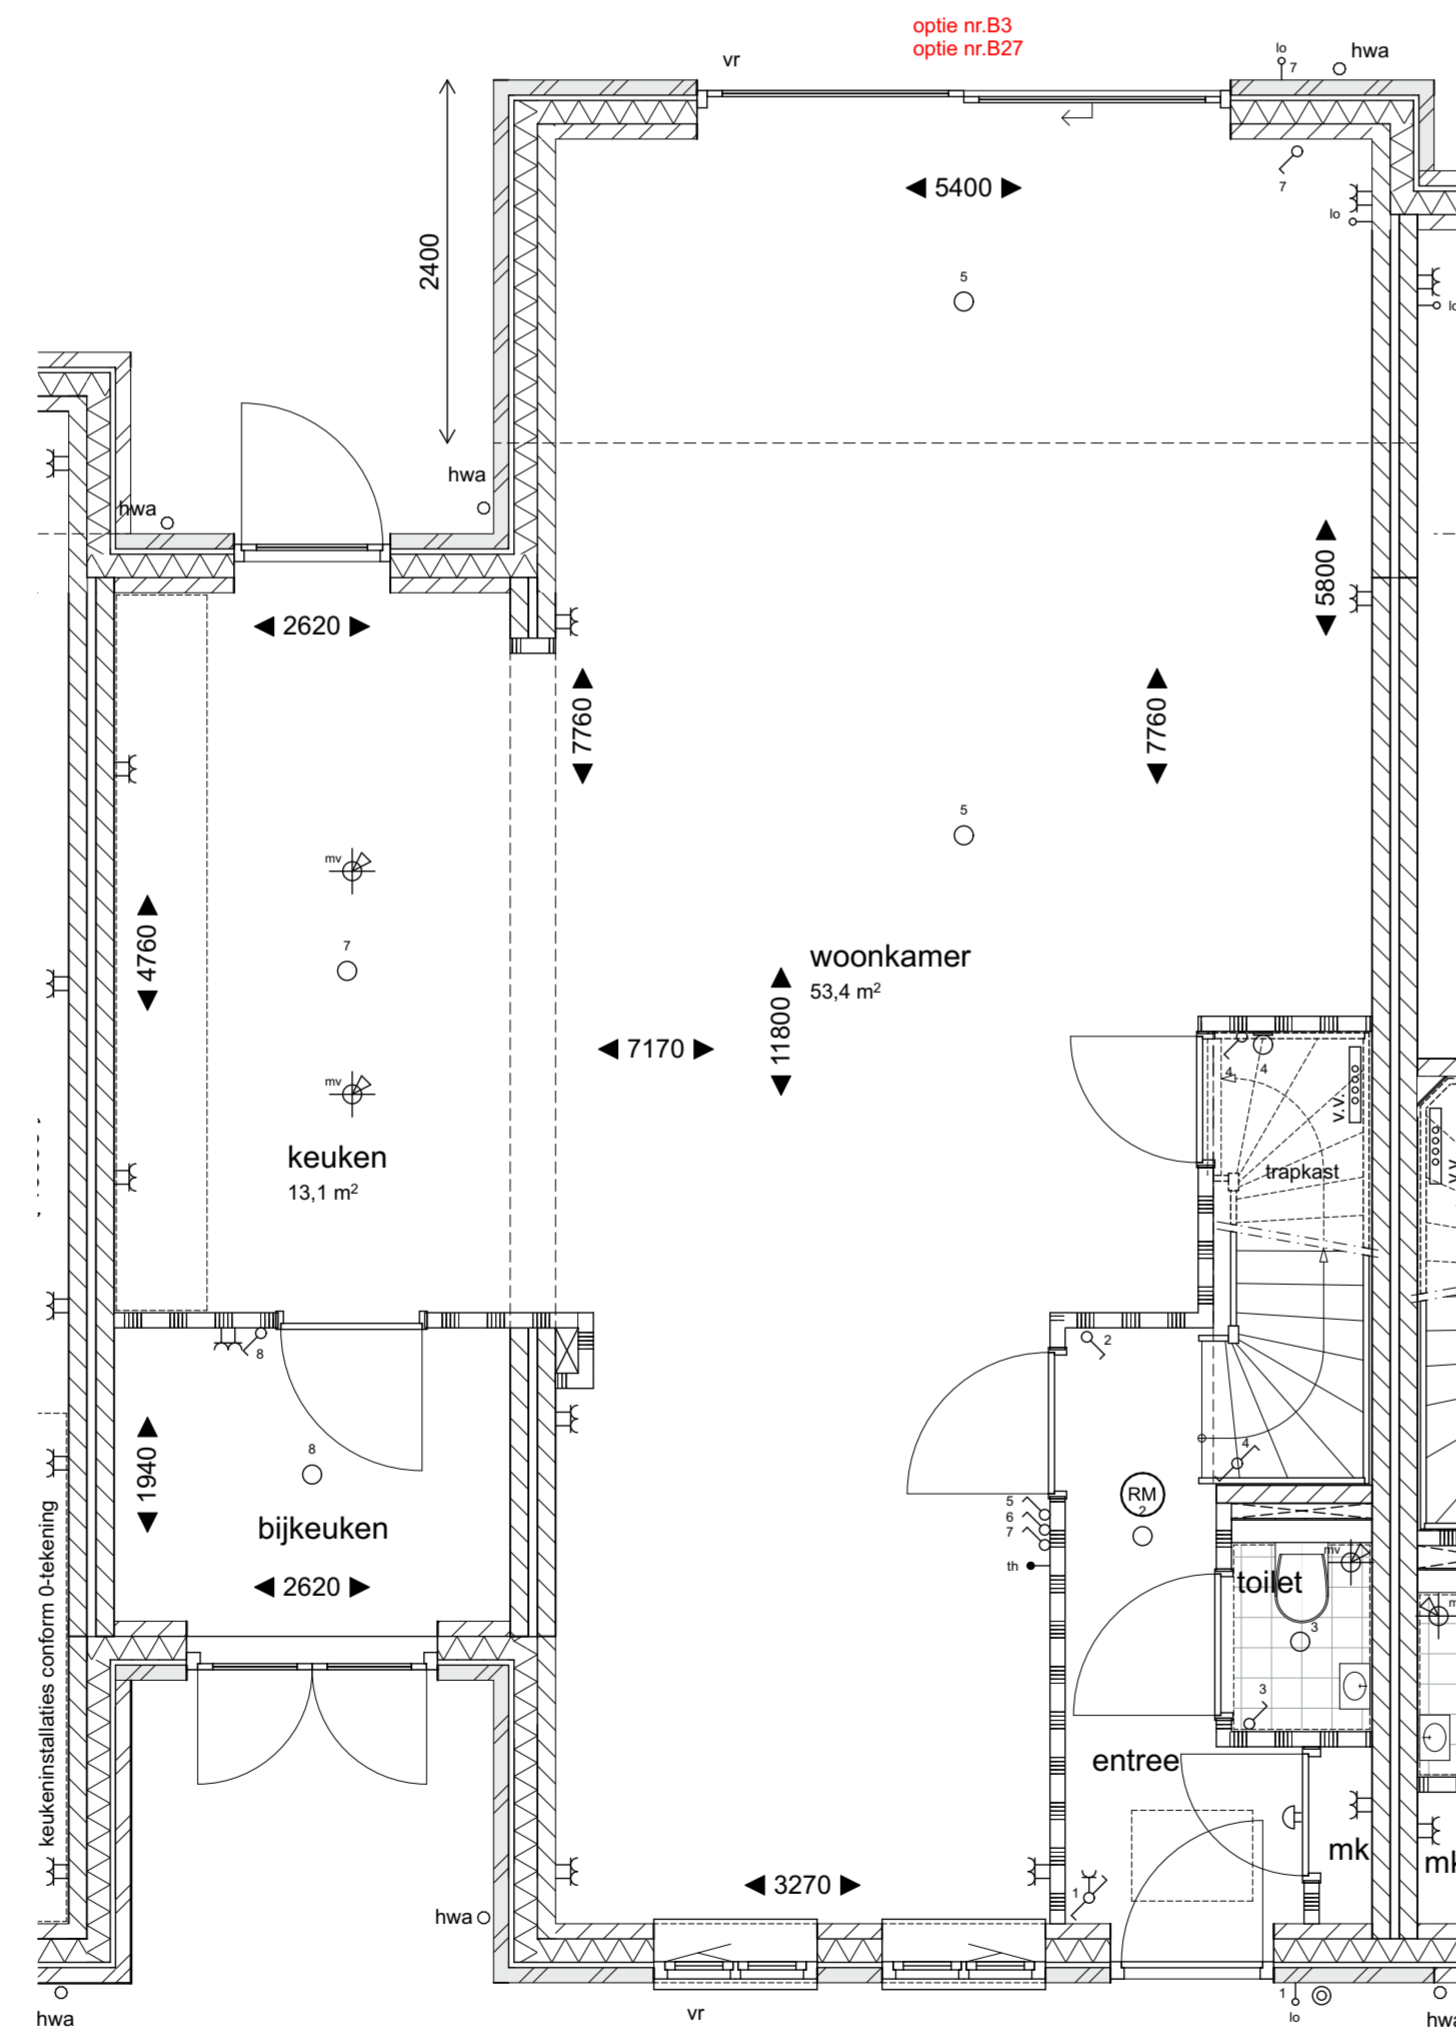 optie nr.B3
optie nr.B27
vr
lo
7
hwa
5400
7
lo
2400
5
lo
hwa
hwa
5800
2620
7760
7760
mv
5
4760
7
woonkamer
53,4 m²
7170
11800
mv
4
4
v.v.
keuken
13,1 m²
trapkast
v.v.
2
8
4
1940
8
RM
2
5
6
7
th
bijkeuken
mv
toilet
2620
3
3
keukeninstallaties conform 0-tekening
entree
mk
mk
3270
1
hwa
hwa
vr
1
lo
hwa